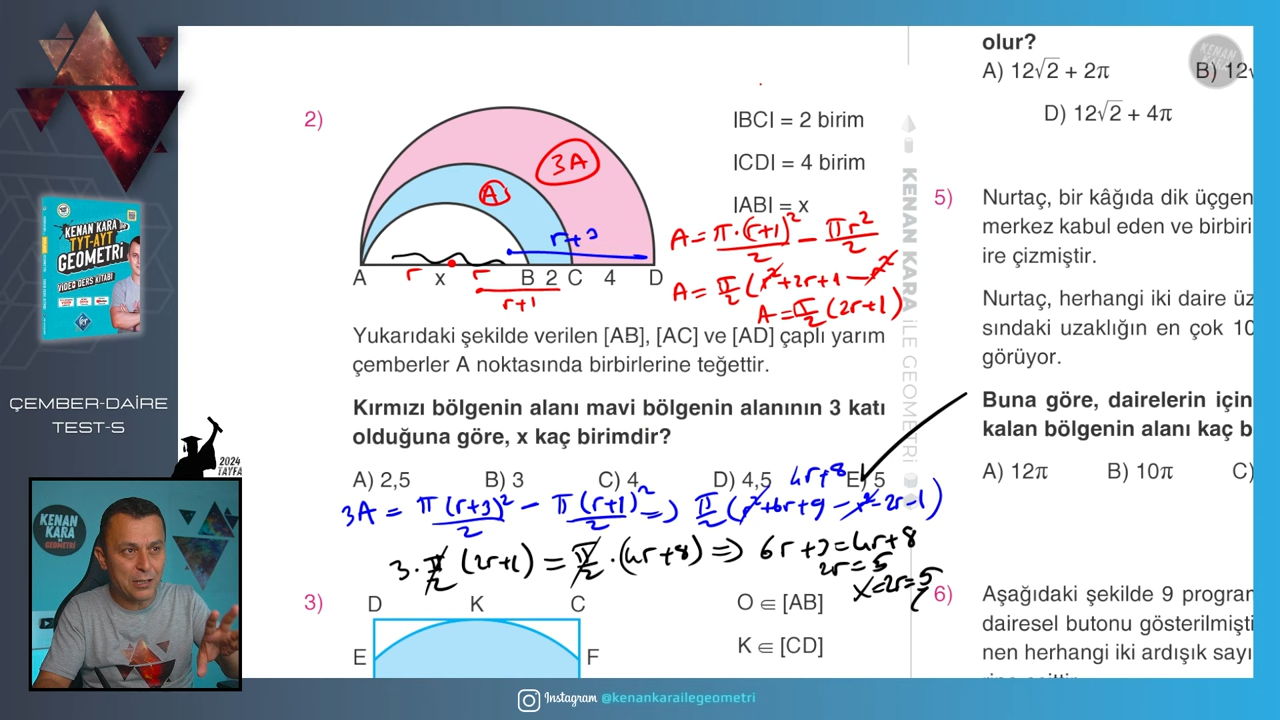 KENAN KARA
TYT-AYT
GEOMETRİ
VİDEO DERS KİTABI
ÇEMBER-DAİRE
TEST-5
2024
TAYFA
KENAN
KARA
GEOMETRİ
2)
3A
A
r+3
A
x
B
2
C
4
D
r
r
r+1
IBCI = 2 birim
ICDI = 4 birim
IABI = x
A = π.(r+1)²/2 − πr²/2
A = π/2 (r²+2r+1−r²
A = π/2 (2r+1)
Yukarıdaki şekilde verilen [AB], [AC] ve [AD] çaplı yarım
çemberler A noktasında birbirlerine teğettir.
Kırmızı bölgenin alanı mavi bölgenin alanının 3 katı
olduğuna göre, x kaç birimdir?
A) 2,5 B) 3 C) 4 D) 4,5 E) 5
4r+8
3A = π(r+3)²/2 − π(r+1)²/2 => π/2 (r²+6r+9−r²−2r−1)
3.π/2 (2r+1) = π/2 .(4r+8) => 6r+3=4r+8
2r=5
x=2r=5
3)
D K C
E F
O ∈ [AB]
K ∈ [CD]
KENAN KARA İLE GEOMETRİ
olur?
A) 12√2 + 2π B) 12√
D) 12√2 + 4π
5)
Nurtaç, bir kâğıda dik üçgen
merkez kabul eden ve birbiri
ire çizmiştir.
Nurtaç, herhangi iki daire üz
sındaki uzaklığın en çok 10
görüyor.
Buna göre, dairelerin için
kalan bölgenin alanı kaç b
A) 12π B) 10π C)
6)
Aşağıdaki şekilde 9 program
dairesel butonu gösterilmişti
nen herhangi iki ardışık sayı
Instagram @kenankarailegeometri